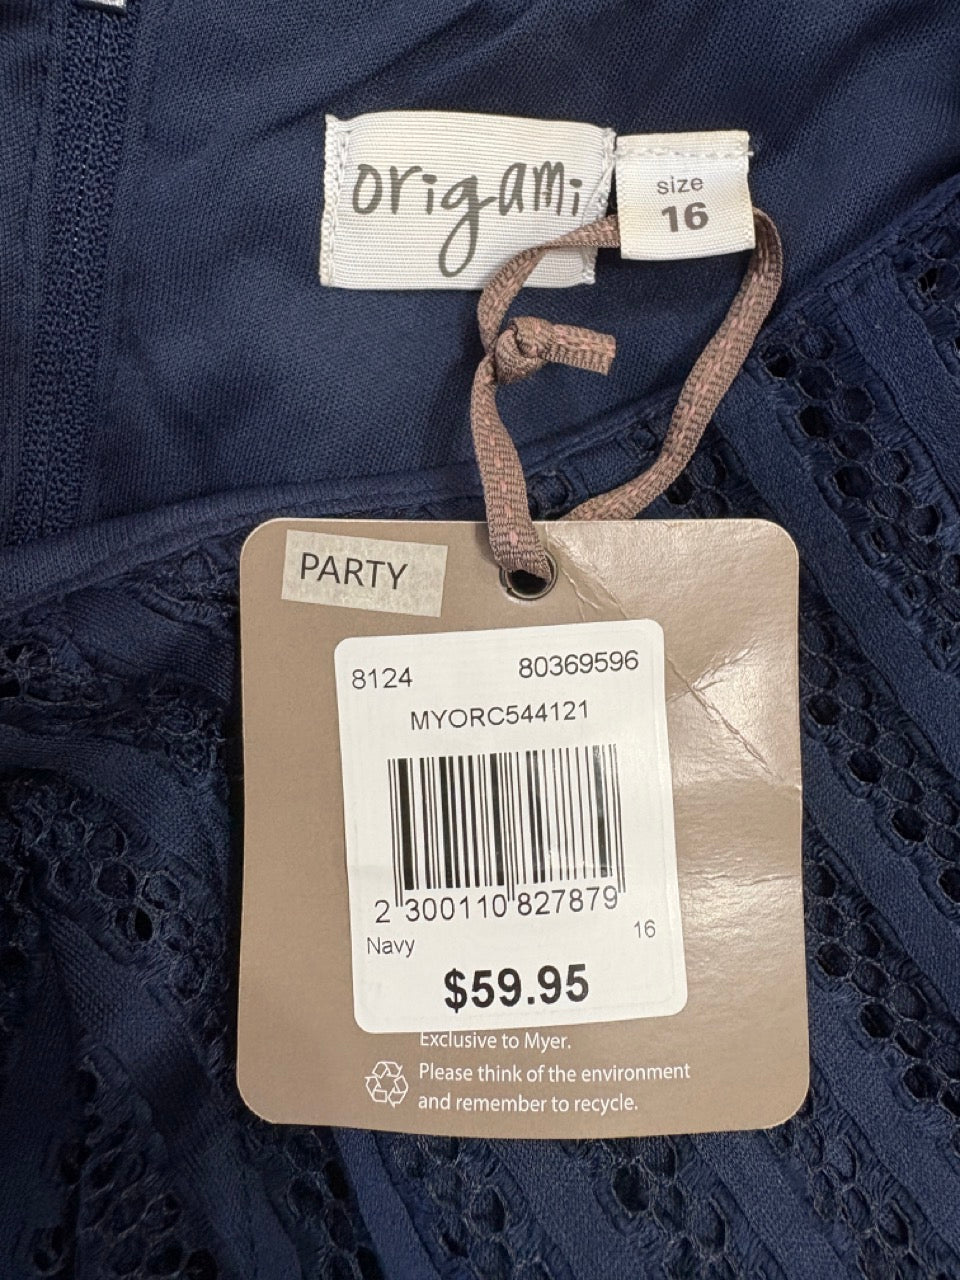 origami
size
16
PARTY
8124 80369596
MYORC544121
2 300110 827879
Navy 16
$59.95
Exclusive to Myer.
Please think of the environment
and remember to recycle.